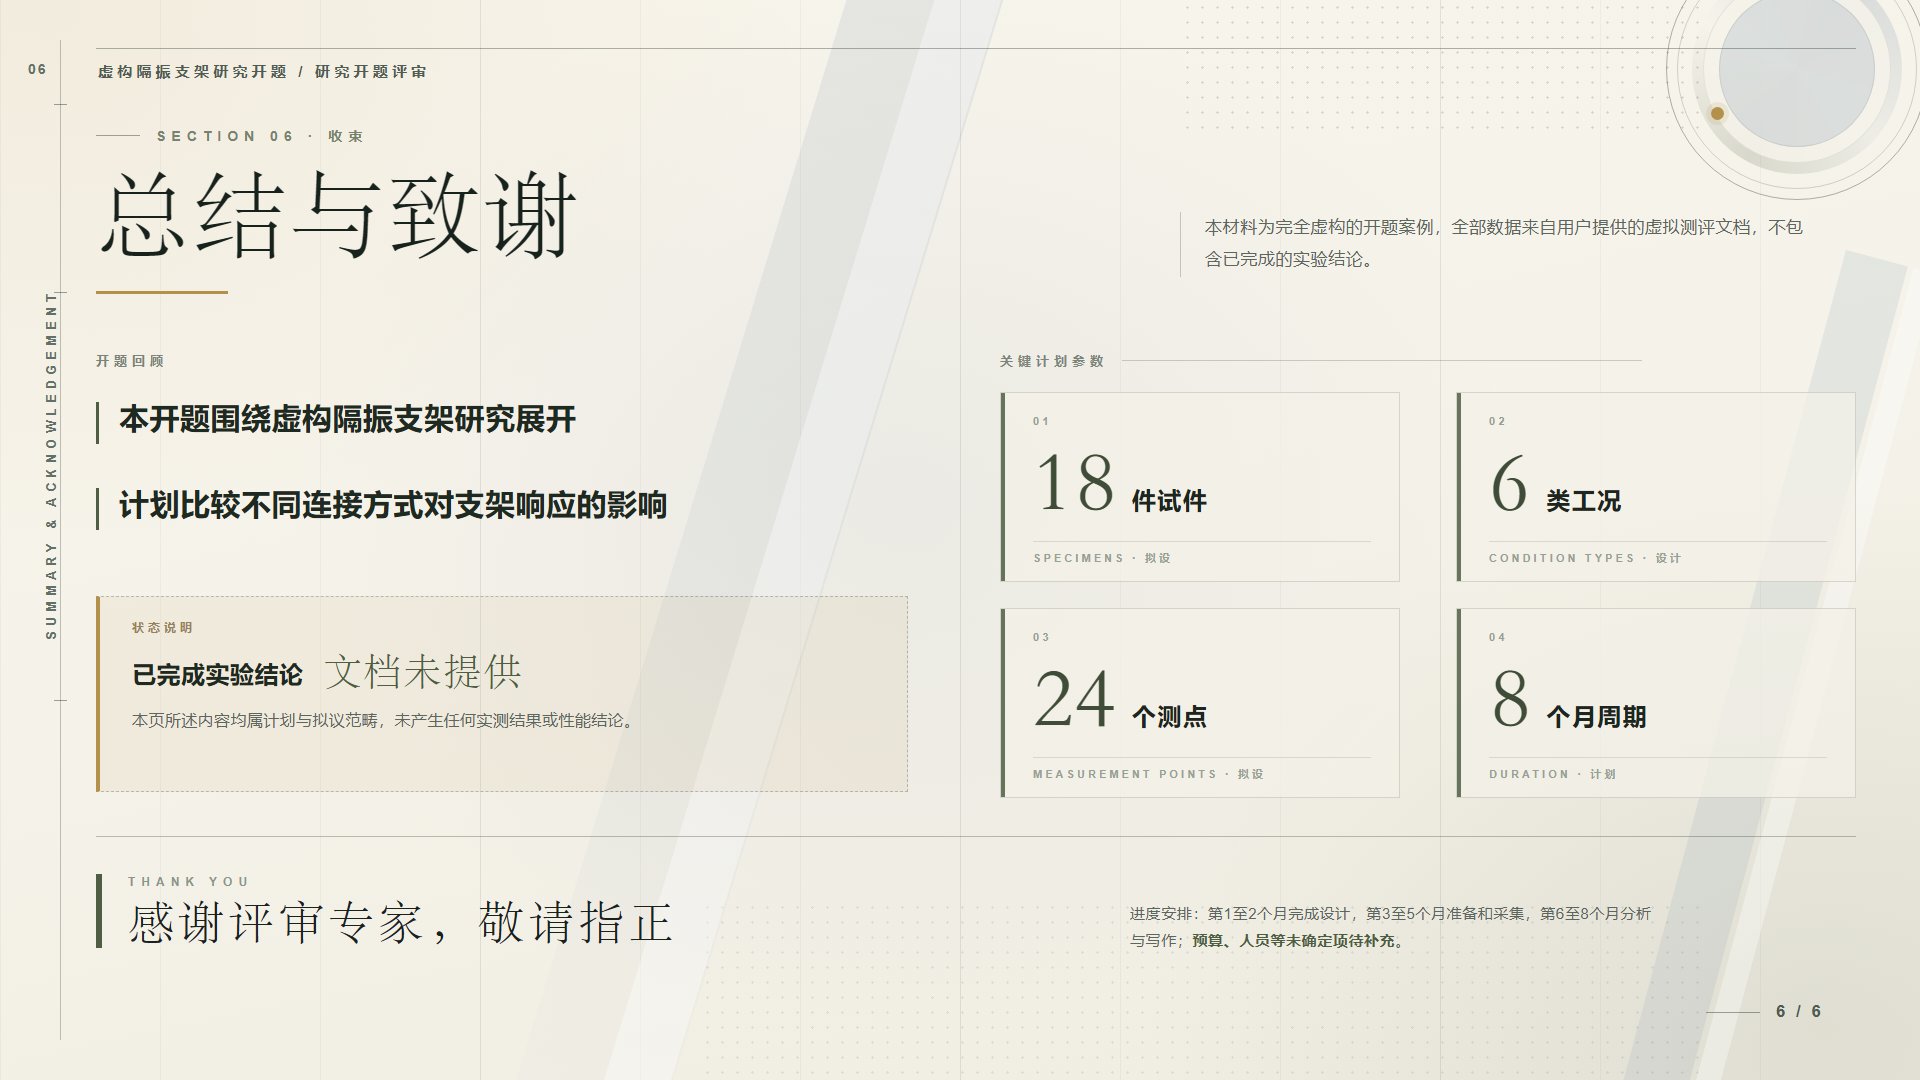 06
虚构隔振支架研究开题 / 研究开题评审
SECTION 06 · 收束
总结与致谢
本材料为完全虚构的开题案例，全部数据来自用户提供的虚拟测评文档，不包
含已完成的实验结论。
SUMMARY & ACKNOWLEDGEMENT
开题回顾
本开题围绕虚构隔振支架研究展开
计划比较不同连接方式对支架响应的影响
状态说明
已完成实验结论 文档未提供
本页所述内容均属计划与拟议范畴，未产生任何实测结果或性能结论。
关键计划参数
01
18 件试件
SPECIMENS · 拟设
02
6 类工况
CONDITION TYPES · 设计
03
24 个测点
MEASUREMENT POINTS · 拟设
04
8 个月周期
DURATION · 计划
THANK YOU
感谢评审专家，敬请指正
进度安排：第1至2个月完成设计，第3至5个月准备和采集，第6至8个月分析
与写作；预算、人员等未确定项待补充。
6 / 6